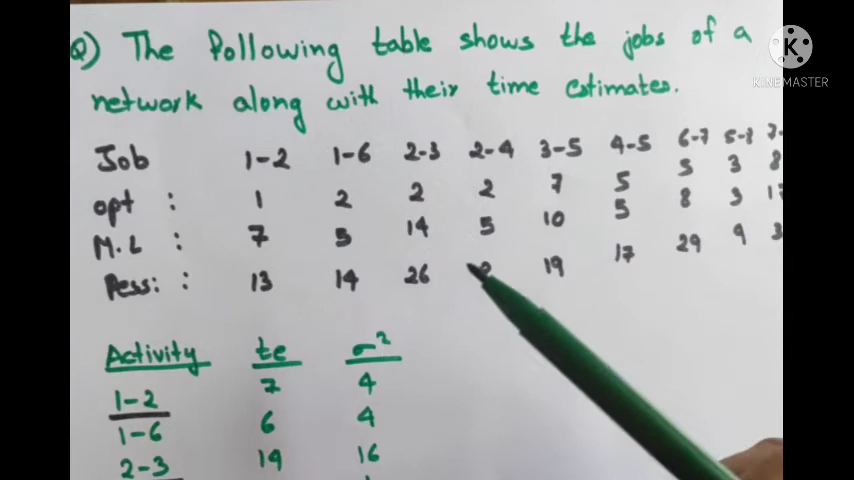 Q) The Following table shows the jobs of a
network along with their time estimates.
Job 1-2 1-6 2-3 2-4 3-5 4-5 6-7 5-8
opt : 1 2 2 2 7 5 5 3 8
M.L : 7 5 14 5 10 5 8 3
Pess: : 13 14 26 19 17 29 9
Activity te σ²
1-2 7 4
1-6 6 4
2-3 14 16
K
KINEMASTER